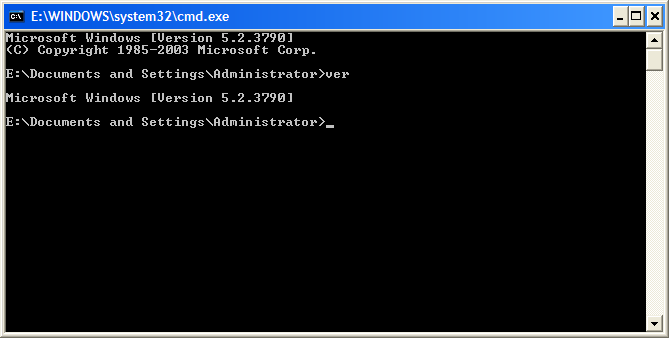 E:\WINDOWS\system32\cmd.exe
Microsoft Windows [Version 5.2.3790]
(C) Copyright 1985-2003 Microsoft Corp.
E:\Documents and Settings\Administrator>ver
Microsoft Windows [Version 5.2.3790]
E:\Documents and Settings\Administrator>_